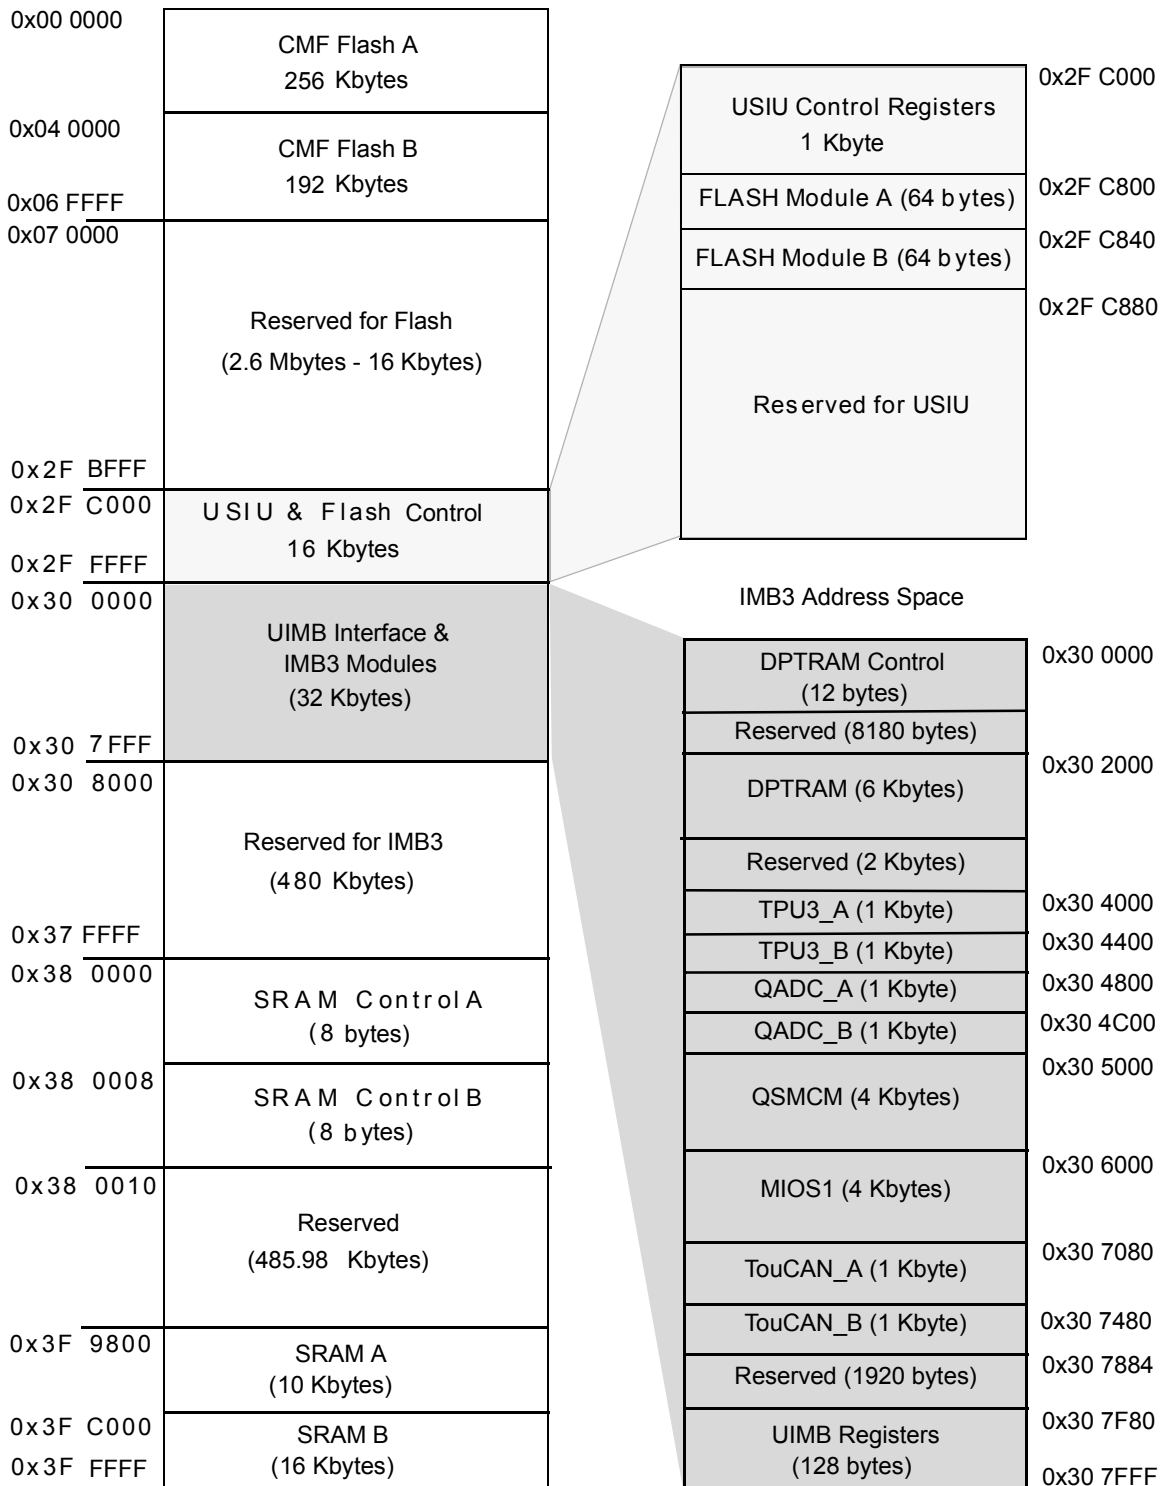 0x00 0000
CMF Flash A
256 Kbytes
0x04 0000
CMF Flash B
192 Kbytes
0x06 FFFF
0x07 0000
Reserved for Flash
(2.6 Mbytes - 16 Kbytes)
0x2F BFFF
0x2F C000
USIU & Flash Control
16 Kbytes
0x2F FFFF
0x30 0000
UIMB Interface &
IMB3 Modules
(32 Kbytes)
0x30 7FFF
0x30 8000
Reserved for IMB3
(480 Kbytes)
0x37 FFFF
0x38 0000
SRAM Control A
(8 bytes)
0x38 0008
SRAM Control B
(8 bytes)
0x38 0010
Reserved
(485.98 Kbytes)
0x3F 9800
SRAM A
(10 Kbytes)
0x3F C000
SRAM B
(16 Kbytes)
0x3F FFFF
0x2F C000
USIU Control Registers
1 Kbyte
FLASH Module A (64 bytes)
0x2F C800
FLASH Module B (64 bytes)
0x2F C840
0x2F C880
Reserved for USIU
IMB3 Address Space
DPTRAM Control
(12 bytes)
0x30 0000
Reserved (8180 bytes)
DPTRAM (6 Kbytes)
0x30 2000
Reserved (2 Kbytes)
TPU3_A (1 Kbyte)
0x30 4000
TPU3_B (1 Kbyte)
0x30 4400
QADC_A (1 Kbyte)
0x30 4800
QADC_B (1 Kbyte)
0x30 4C00
QSMCM (4 Kbytes)
0x30 5000
MIOS1 (4 Kbytes)
0x30 6000
TouCAN_A (1 Kbyte)
0x30 7080
TouCAN_B (1 Kbyte)
0x30 7480
Reserved (1920 bytes)
0x30 7884
UIMB Registers
(128 bytes)
0x30 7F80
0x30 7FFF